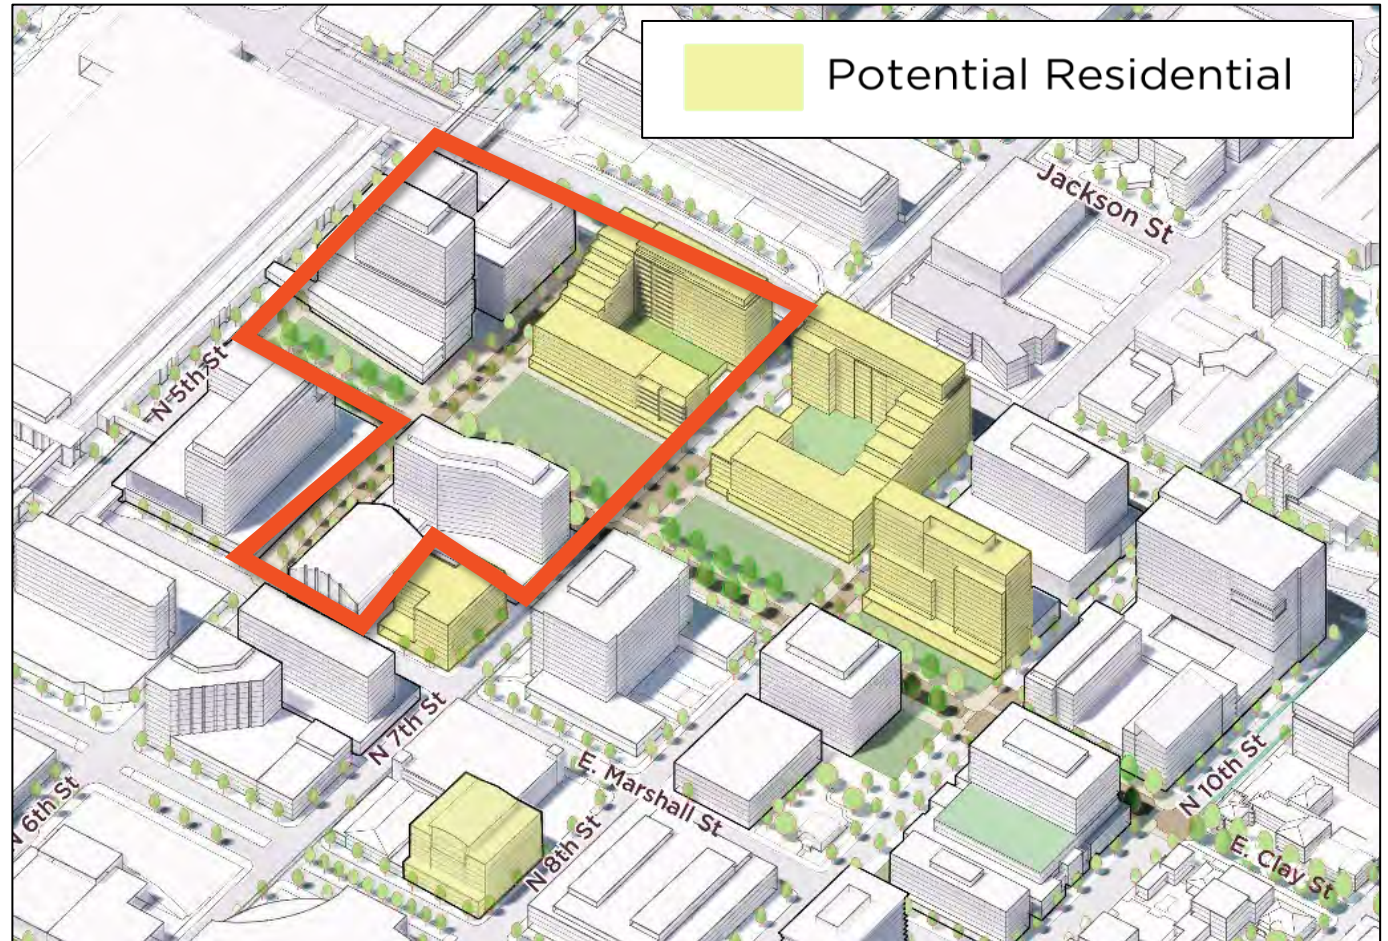 Potential Residential
Jackson St
N 5th St
N 7th St
E. Marshall St
N 10th St
N 6th St
N 8th St
E. Clay St